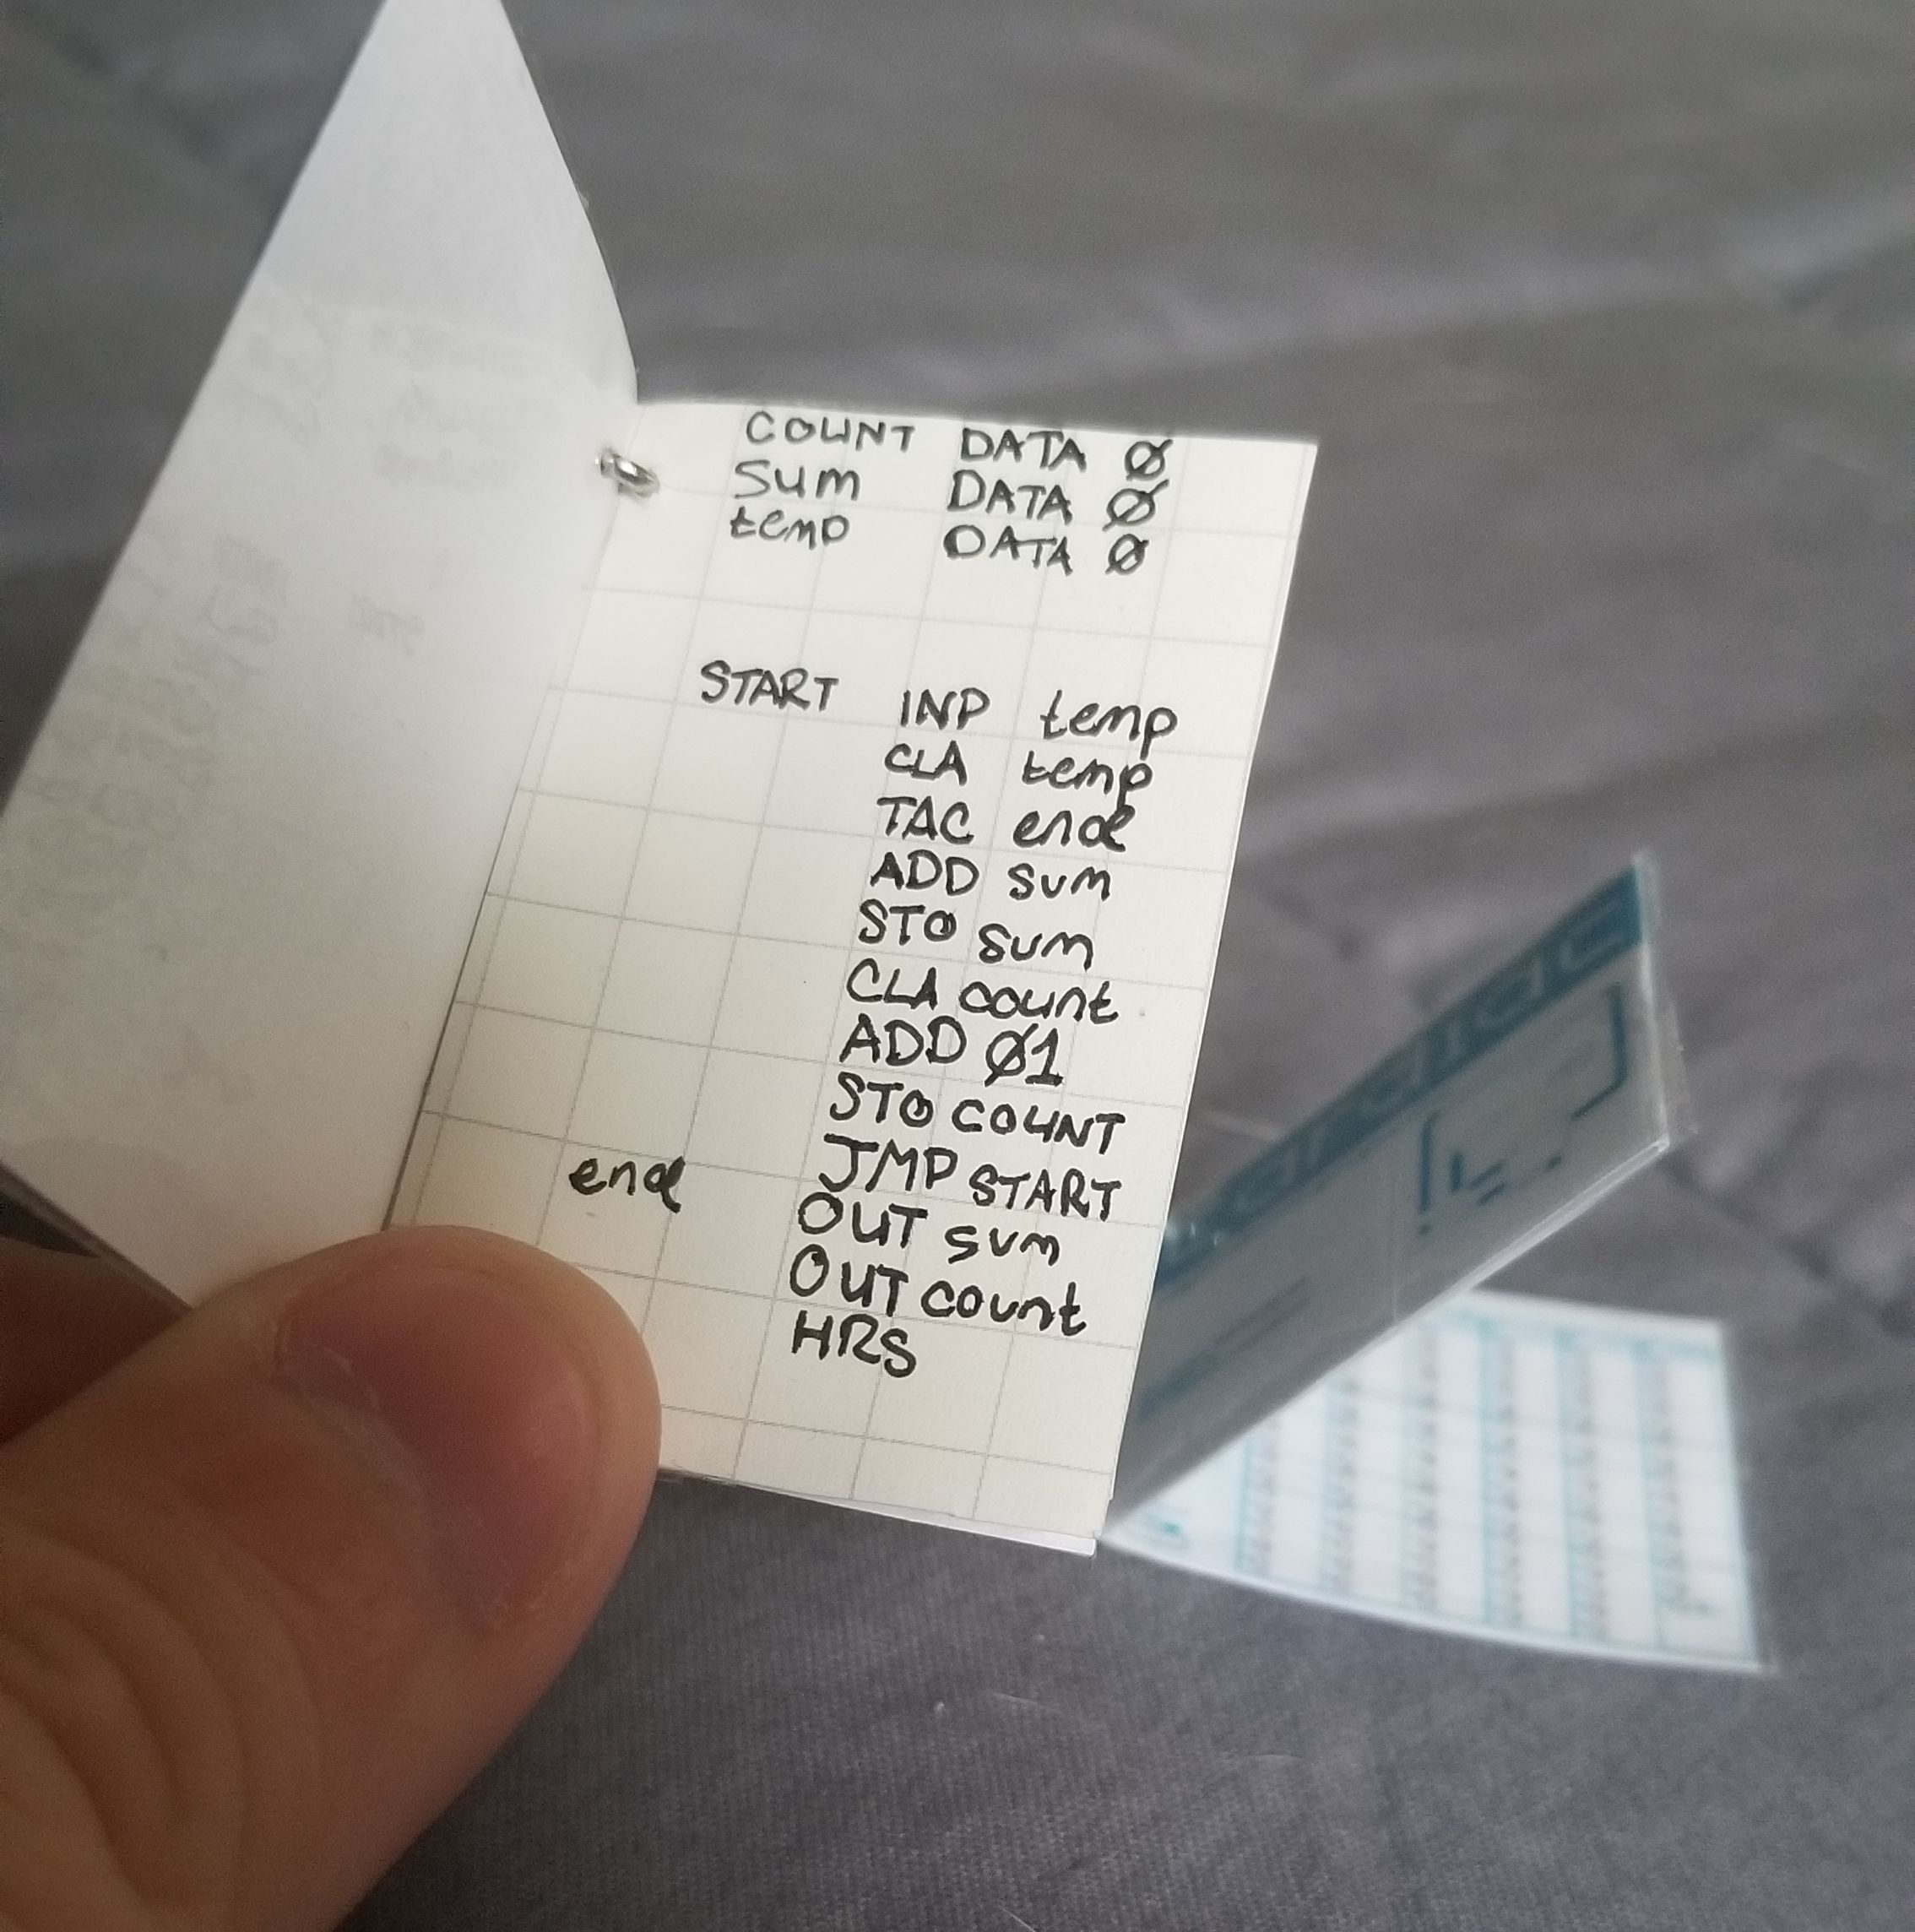 COUNT DATA Ø
Sum DATA Ø
temp DATA Ø
START INP temp
CLA temp
TAC end
ADD sum
STO sum
CLA count
ADD Ø1
STO COUNT
JMP START
end OUT sum
OUT count
HRS